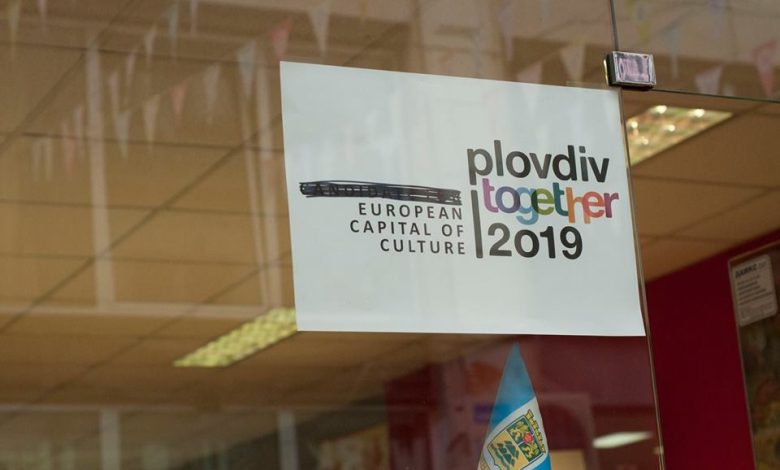 plovdiv
together
2019
EUROPEAN
CAPITAL OF
CULTURE